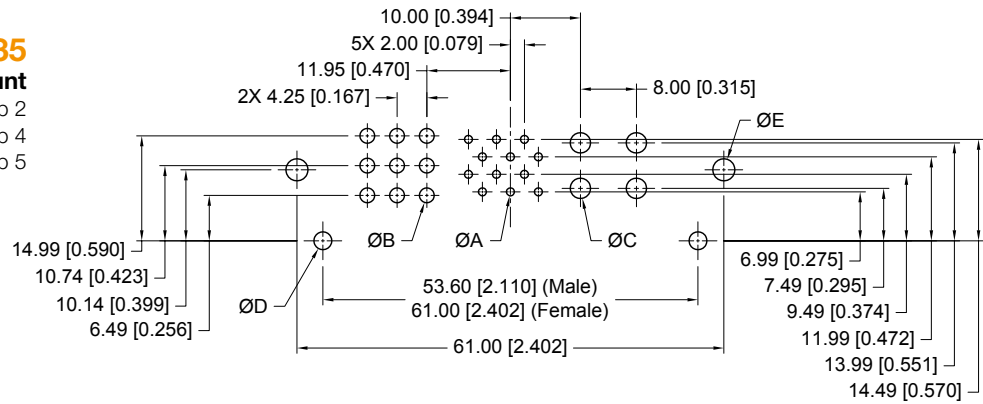 10.00 [0.394]
35
5X 2.00 [0.079]
11.95 [0.470]
8.00 [0.315]
2X 4.25 [0.167]
2
4
5
ØE
ØB
ØA
ØC
14.99 [0.590]
10.74 [0.423]
10.14 [0.399]
6.49 [0.256]
ØD
53.60 [2.110] (Male)
61.00 [2.402] (Female)
61.00 [2.402]
6.99 [0.275]
7.49 [0.295]
9.49 [0.374]
11.99 [0.472]
13.99 [0.551]
14.49 [0.570]